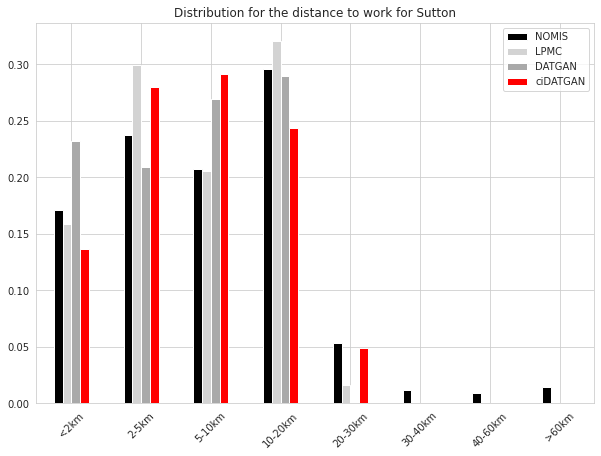 Distribution for the distance to work for Sutton
NOMIS
LPMC
DATGAN
ciDATGAN
0.30
0.25
0.20
0.15
0.10
0.05
0.00
<2km
2-5km
5-10km
10-20km
20-30km
30-40km
40-60km
>60km